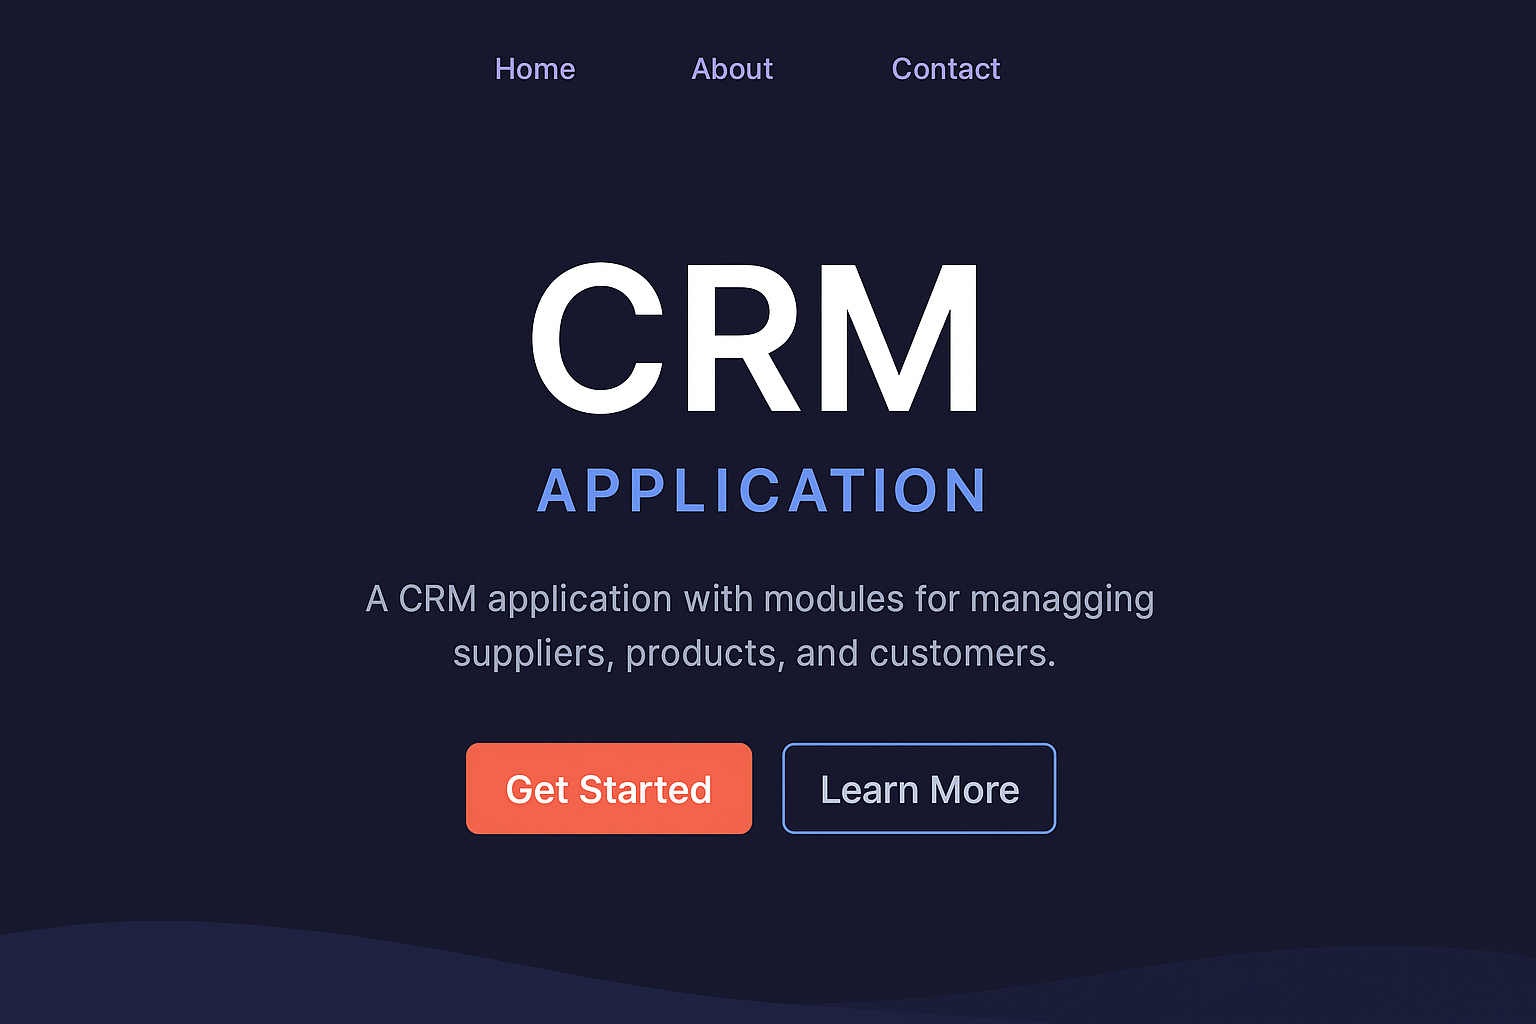 Home About Contact
CRM
APPLICATION
A CRM application with modules for managging
suppliers, products, and customers.
Get Started Learn More